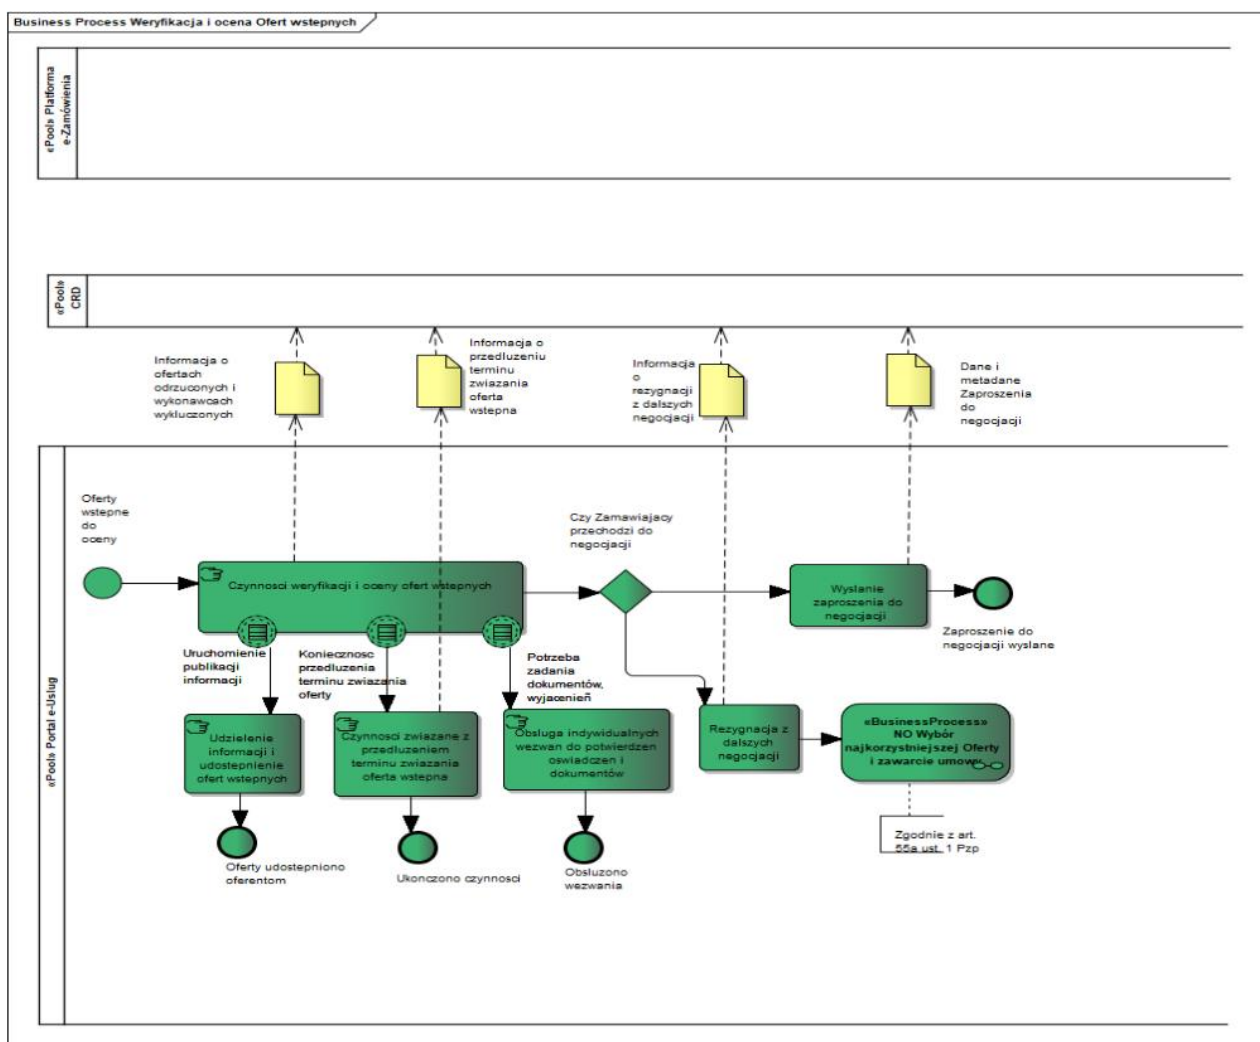 Business Process Weryfikacja i ocena Ofert wstepnych
«Pool» Platforma
e-Zamówienia
«Pool»
CRD
Informacja o
ofertach
odrzuconych i
wykonawcach
wykluczonych
Informacja o
przedluzeniu
terminu
zwiazania
oferta
wstepna
Informacja
o
rezygnacji
z dalszych
negocjacji
Dane i
metadane
Zaproszenia
do
negocjacji
«Pool» Portal e-Uslug
Oferty
wstepne
do
oceny
Czynnosci weryfikacji i oceny ofert wstepnych
Czy Zamawiajacy
przechodzi do
negocjacji
Wyslanie
zaproszenia do
negocjacji
Zaproszenie do
negocjacji wyslane
Uruchomienie
publikacji
informacji
Koniecznosc
przedluzenia
terminu zwiazania
oferty
Potrzeba
zadania
dokumentów,
wyjacenień
Udzielenie
informacji i
udostepnienie
ofert wstepnych
Czynnosci zwiazane z
przedluzeniem
terminu zwiazania
oferta wstepna
Obsluga indywidualnych
wezwan do potwierdzen
oswiadczen i
dokumentów
Rezygnacja z
dalszych
negocjacji
«BusinessProcess»
NO Wybór
najkorzystniejszej Oferty
i zawarcie umowy
Oferty udostepniono
oferentom
Ukonczono czynnosci
Obsluzono
wezwania
Zgodnie z art.
55a ust. 1 Pzp